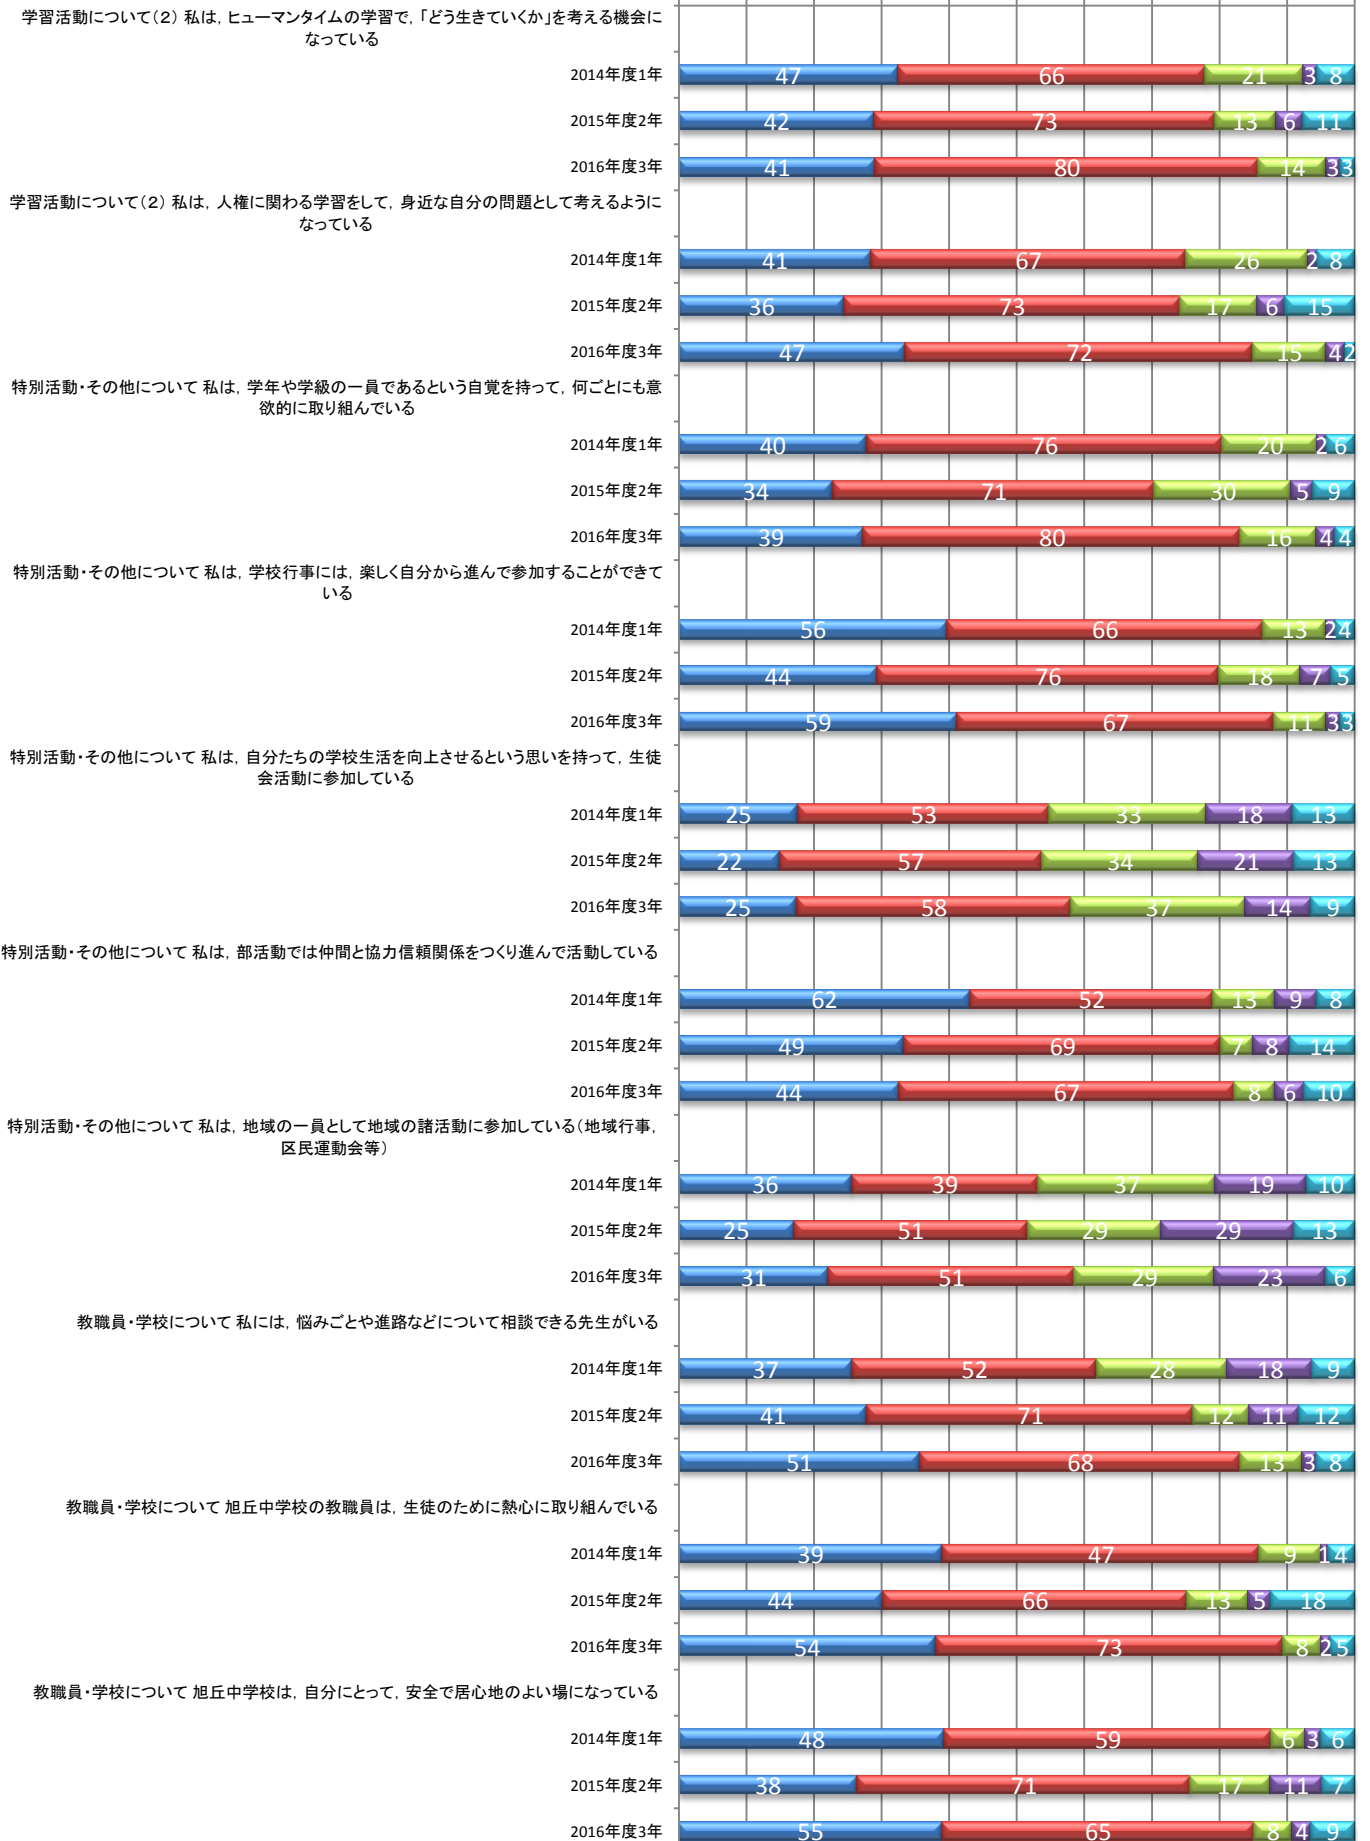 学習活動について(2) 私は, ヒューマンタイムの学習で, 「どう生きていくか」を考える機会に
なっている
2014年度1年 47 66 21 3 8
2015年度2年 42 73 13 6 11
2016年度3年 41 80 14 3 3
学習活動について(2) 私は, 人権に関わる学習をして, 身近な自分の問題として考えるように
なっている
2014年度1年 41 67 26 2 8
2015年度2年 36 73 17 6 15
2016年度3年 47 72 15 4 2
特別活動・その他について 私は, 学年や学級の一員であるという自覚を持って, 何ごとにも意
欲的に取り組んでいる
2014年度1年 40 76 20 2 6
2015年度2年 34 71 30 5 9
2016年度3年 39 80 16 4 4
特別活動・その他について 私は, 学校行事には, 楽しく自分から進んで参加することができて
いる
2014年度1年 56 66 13 2 4
2015年度2年 44 76 18 7 5
2016年度3年 59 67 11 3 3
特別活動・その他について 私は, 自分たちの学校生活を向上させるという思いを持って, 生徒
会活動に参加している
2014年度1年 25 53 33 18 13
2015年度2年 22 57 34 21 13
2016年度3年 25 58 37 14 9
特別活動・その他について 私は, 部活動では仲間と協力信頼関係をつくり進んで活動している
2014年度1年 62 52 13 9 8
2015年度2年 49 69 7 8 14
2016年度3年 44 67 8 6 10
特別活動・その他について 私は, 地域の一員として地域の諸活動に参加している(地域行事,
区民運動会等)
2014年度1年 36 39 37 19 10
2015年度2年 25 51 29 29 13
2016年度3年 31 51 29 23 6
教職員・学校について 私には, 悩みごとや進路などについて相談できる先生がいる
2014年度1年 37 52 28 18 9
2015年度2年 41 71 12 11 12
2016年度3年 51 68 13 3 8
教職員・学校について 旭丘中学校の教職員は, 生徒のために熱心に取り組んでいる
2014年度1年 39 47 9 1 4
2015年度2年 44 66 13 5 18
2016年度3年 54 73 8 2 5
教職員・学校について 旭丘中学校は, 自分にとって, 安全で居心地のよい場になっている
2014年度1年 48 59 6 3 6
2015年度2年 38 71 17 11 7
2016年度3年 55 65 8 4 9